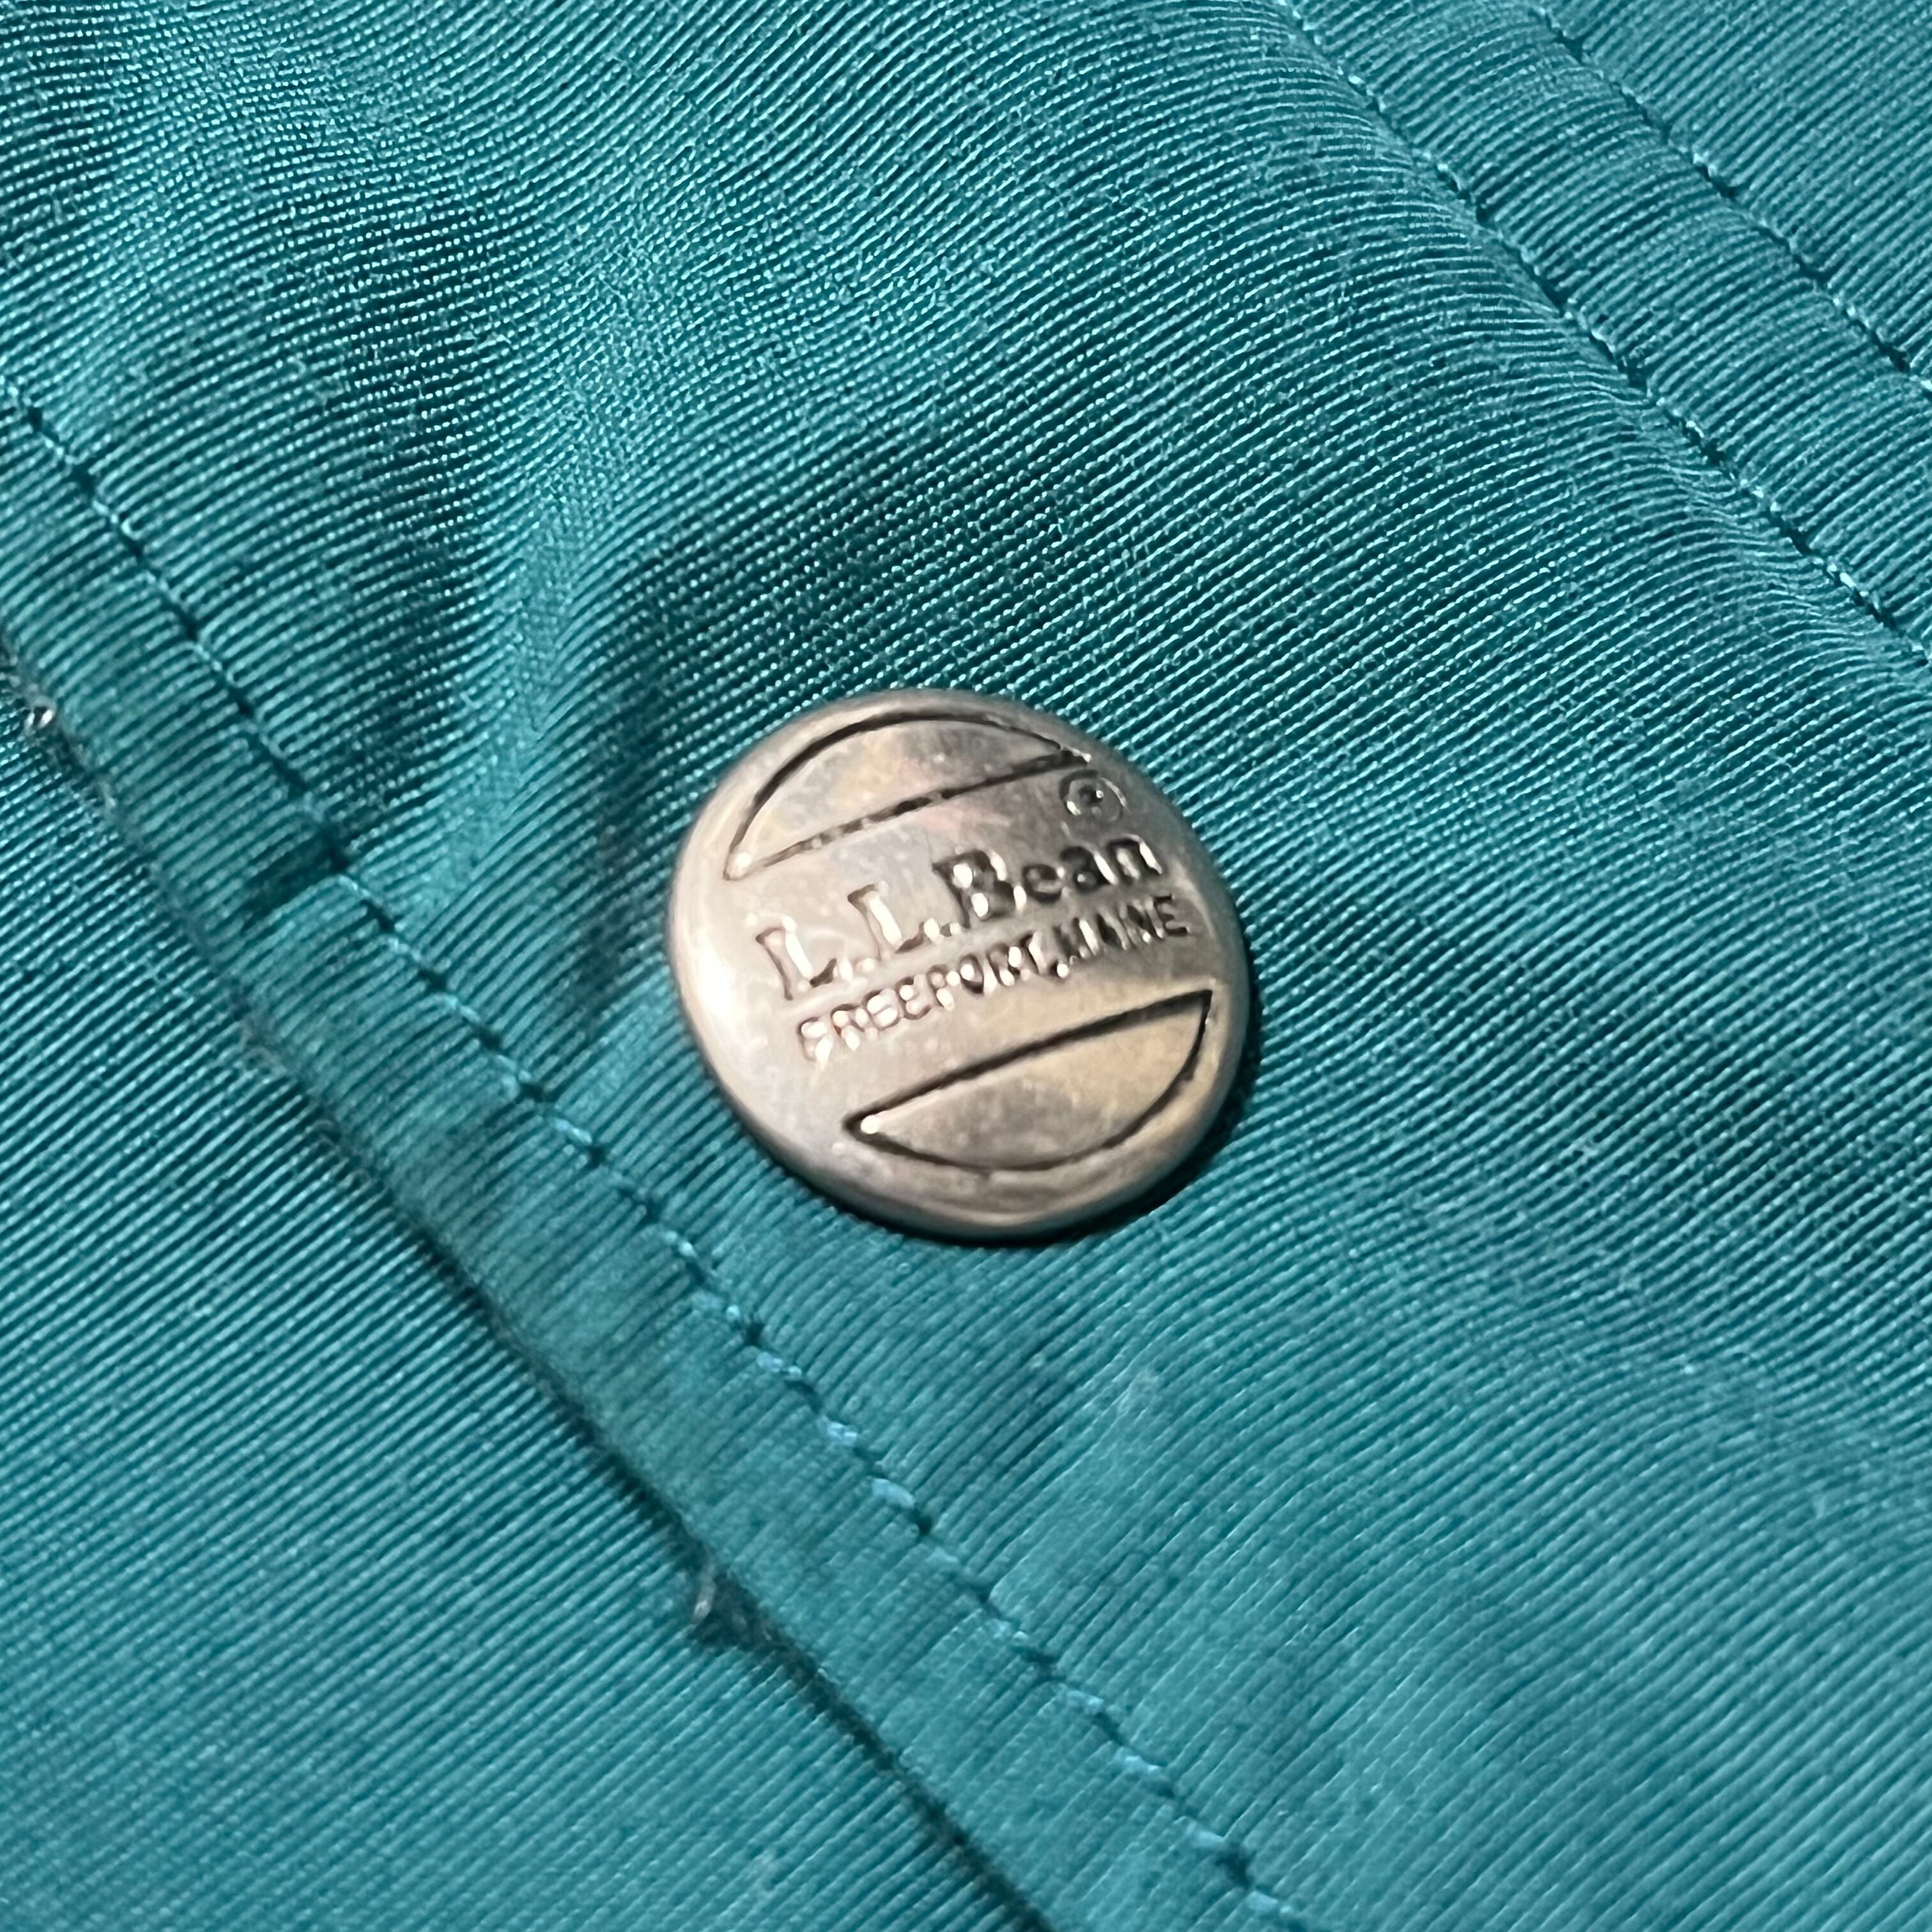 ®
L.L.Bean
FREEPORT, MAINE